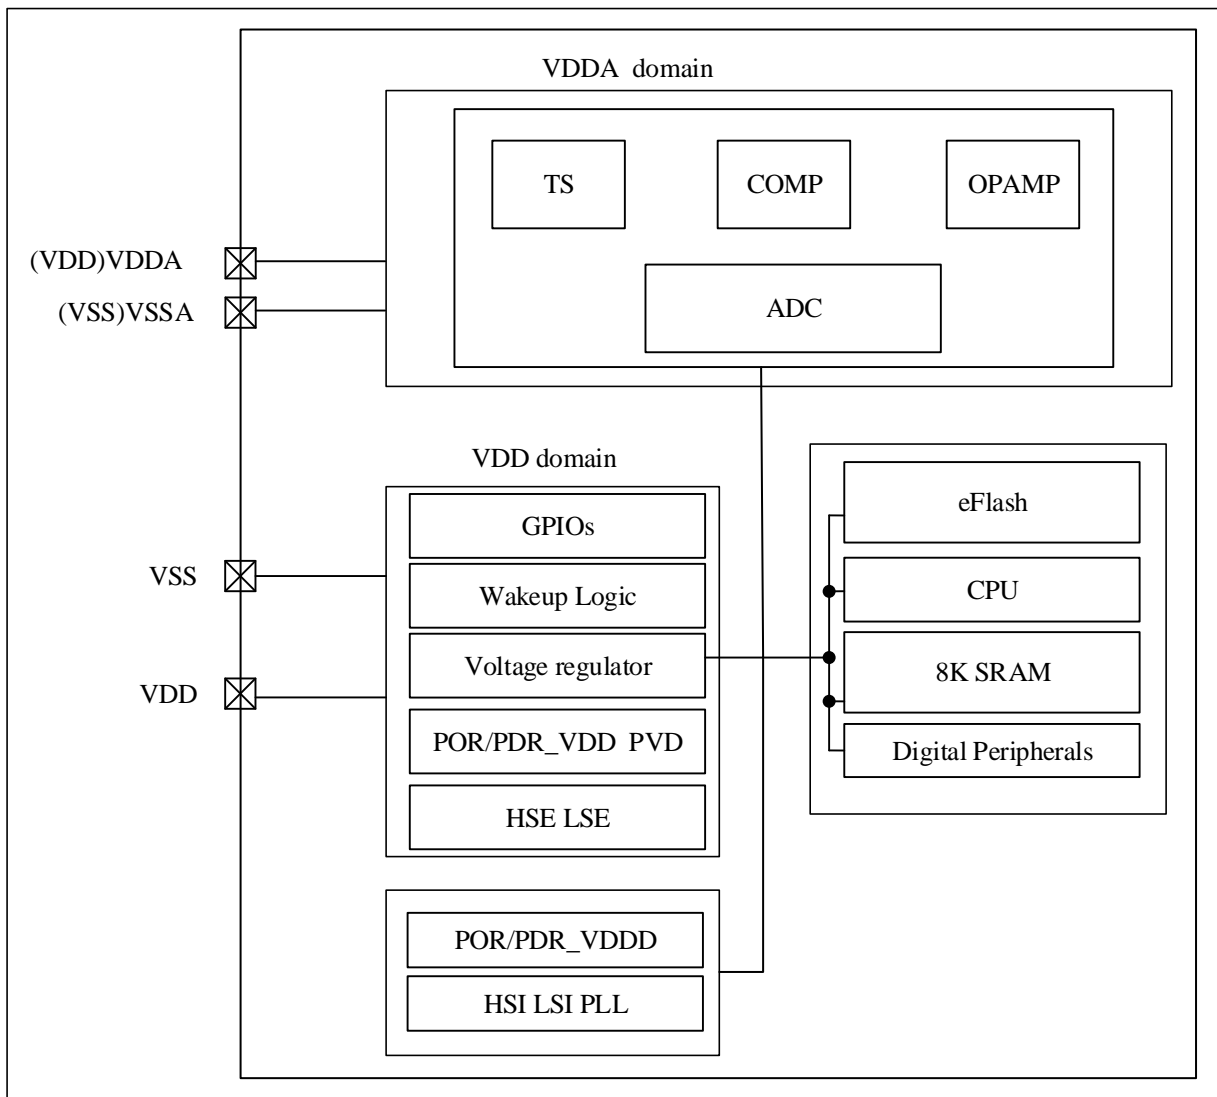 VDDA domain
TS
COMP
OPAMP
(VDD)VDDA
(VSS)VSSA
ADC
VDD domain
GPIOs
Wakeup Logic
Voltage regulator
POR/PDR_VDD PVD
HSE LSE
VSS
VDD
eFlash
CPU
8K SRAM
Digital Peripherals
POR/PDR_VDDD
HSI LSI PLL